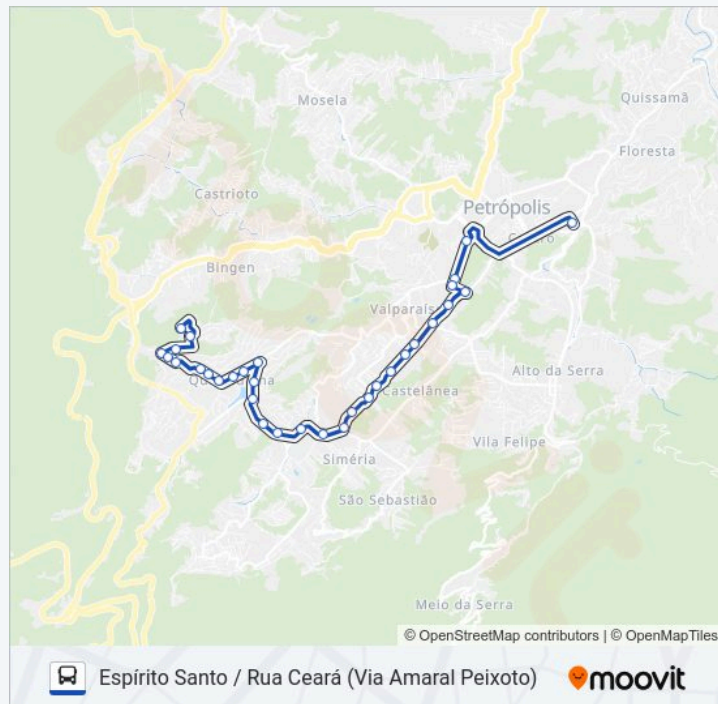 Mosela
Quissamã
Floresta
Castrioto
Petrópolis
Bingen
Valparaís
Alto da Serra
Castelânea
Vila Felipe
Siméria
São Sebastião
Meio da Serra
© OpenStreetMap contributors | © OpenMapTiles
Espírito Santo / Rua Ceará (Via Amaral Peixoto)
moovit